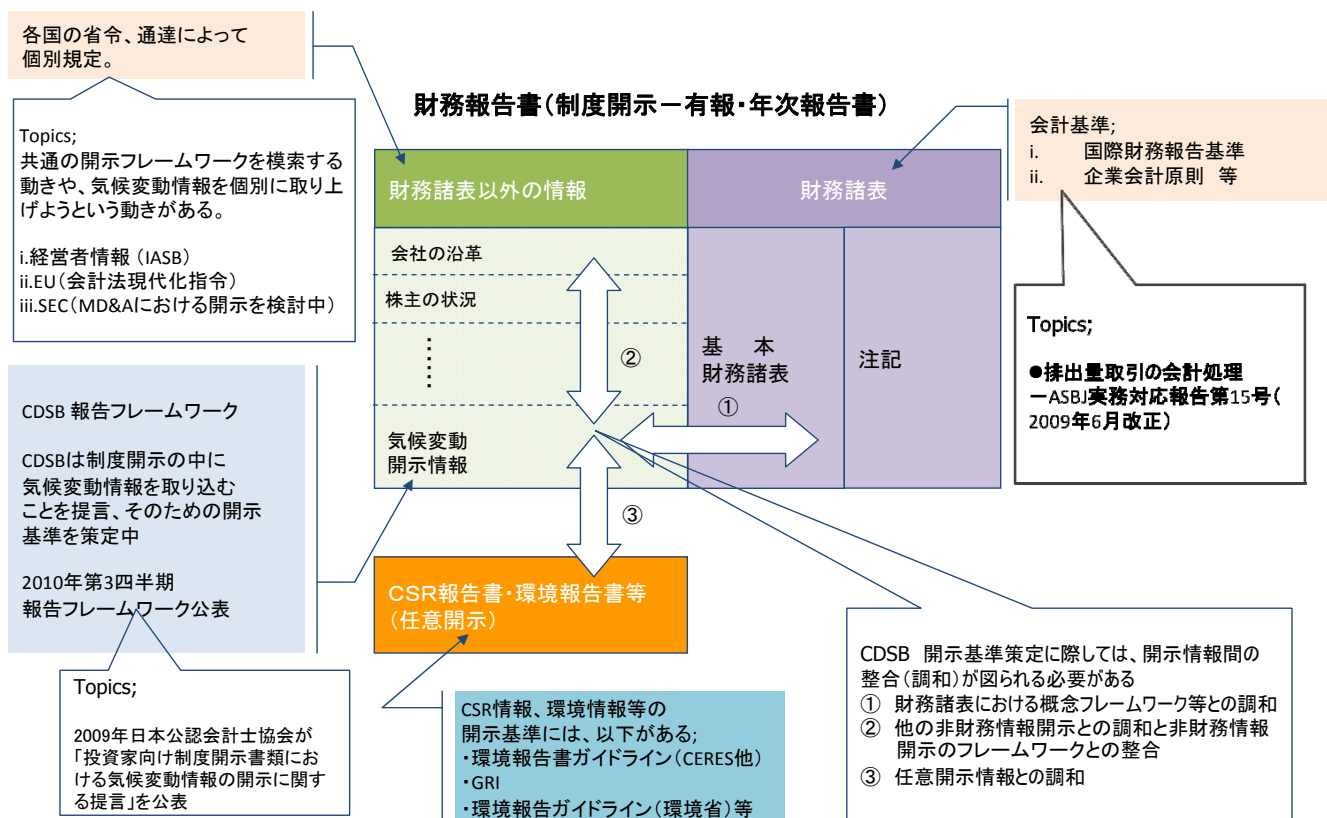 各国の省令、通達によって
個別規定。
Topics;
共通の開示フレームワークを模索する
動きや、気候変動情報を個別に取り上
げようという動きがある。
i.経営者情報（IASB）
ii.EU（会計法現代化指令）
iii.SEC（MD&Aにおける開示を検討中）
CDSB 報告フレームワーク
CDSBは制度開示の中に
気候変動情報を取り込む
ことを提言、そのための開示
基準を策定中
2010年第3四半期
報告フレームワーク公表
Topics;
2009年日本公認会計士協会が
「投資家向け制度開示書類にお
ける気候変動情報の開示に関す
る提言」を公表
財務報告書（制度開示－有報・年次報告書）
財務諸表以外の情報
財務諸表
会社の沿革
株主の状況
⋮
②
気候変動
開示情報
基　本
財務諸表
①
注記
③
CSR報告書・環境報告書等
（任意開示）
CSR情報、環境情報等の
開示基準には、以下がある;
・環境報告書ガイドライン（CERES他）
・GRI
・環境報告ガイドライン（環境省）等
会計基準;
i. 国際財務報告基準
ii. 企業会計原則 等
Topics;
●排出量取引の会計処理
－ASBJ実務対応報告第15号（
2009年6月改正）
CDSB 開示基準策定に際しては、開示情報間の
整合（調和）が図られる必要がある
① 財務諸表における概念フレームワーク等との調和
② 他の非財務情報開示との調和と非財務情報
開示のフレームワークとの整合
③ 任意開示情報との調和